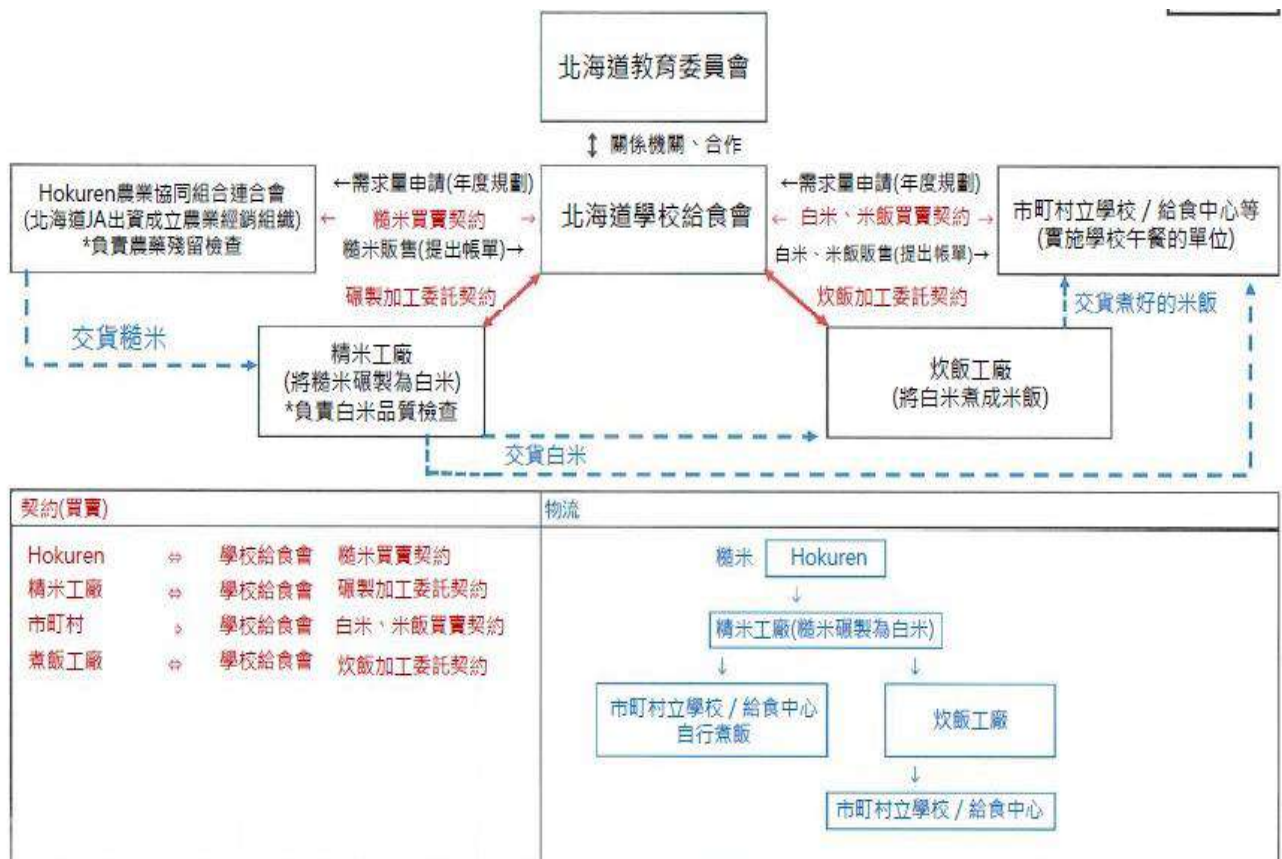 北海道教育委員會
↕ 關係機關、合作
Hokuren農業協同組合連合會
(北海道JA出資成立農業經銷組織)
*負責農藥殘留檢查
←需求量申請(年度規劃)
← 糙米買賣契約 →
糙米販售(提出帳單)→
北海道學校給食會
←需求量申請(年度規劃)
← 白米、米飯買賣契約 →
白米、米飯販售(提出帳單)→
市町村立學校 / 給食中心等
(實施學校午餐的單位)
碾製加工委託契約
炊飯加工委託契約
交貨煮好的米飯
交貨糙米
精米工廠
(將糙米碾製為白米)
*負責白米品質檢查
炊飯工廠
(將白米煮成米飯)
交貨白米
契約(買賣)
Hokuren ⇔ 學校給食會 糙米買賣契約
精米工廠 ⇔ 學校給食會 碾製加工委託契約
市町村 ⇔ 學校給食會 白米、米飯買賣契約
煮飯工廠 ⇔ 學校給食會 炊飯加工委託契約
物流
糙米 Hokuren
↓
精米工廠(糙米碾製為白米)
↓ ↓
市町村立學校 / 給食中心
自行煮飯
炊飯工廠
↓
市町村立學校 / 給食中心